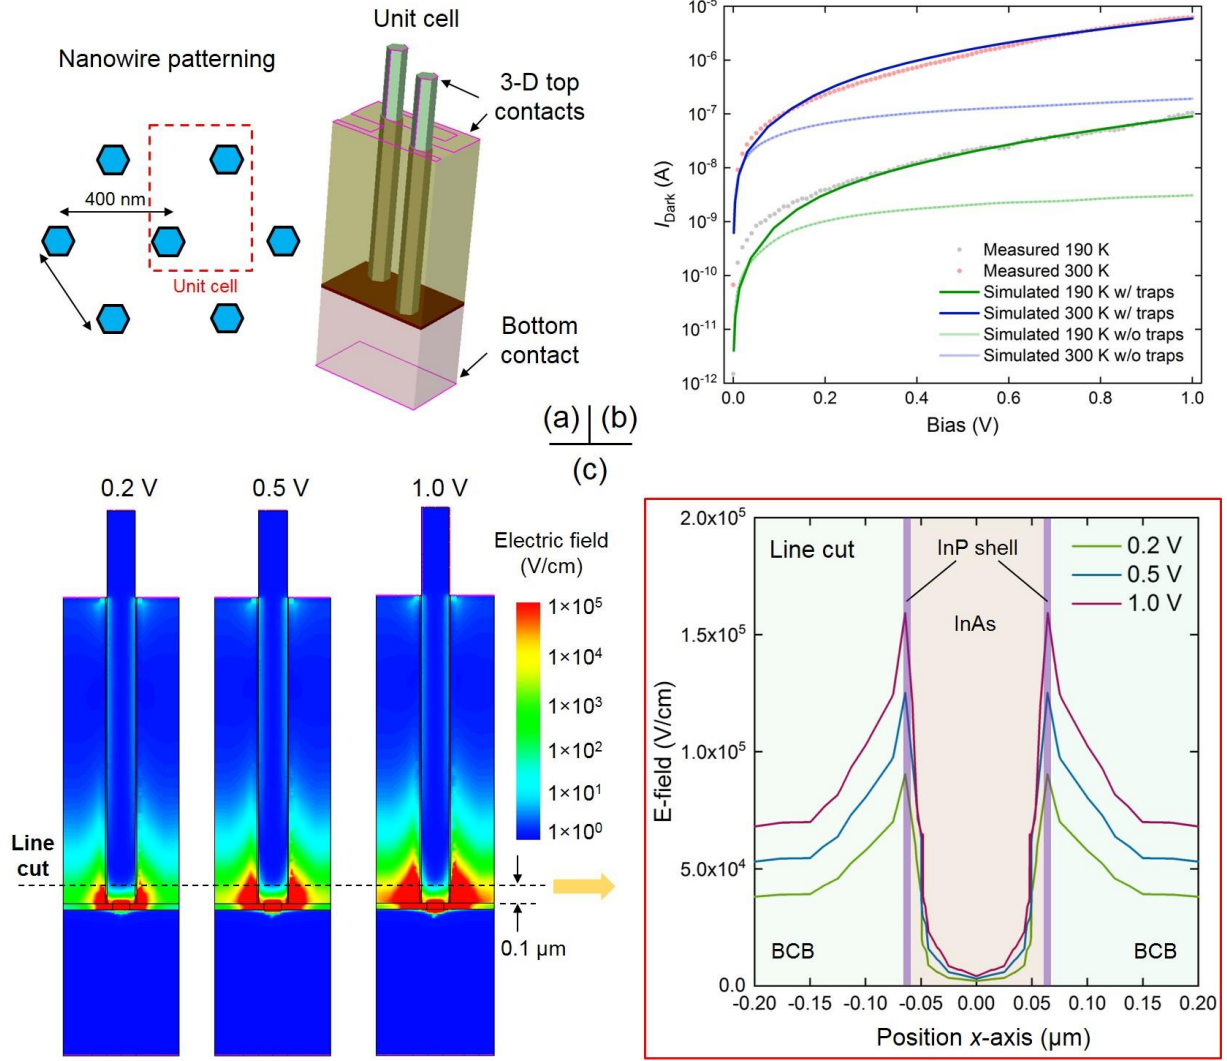 Unit cell
Nanowire patterning
3-D top
contacts
400 nm
Unit cell
Bottom
contact
(a) (b)
(c)
10⁻⁵
10⁻⁶
10⁻⁷
10⁻⁸
10⁻⁹
10⁻¹⁰
10⁻¹¹
10⁻¹²
I_Dark (A)
Measured 190 K
Measured 300 K
Simulated 190 K w/ traps
Simulated 300 K w/ traps
Simulated 190 K w/o traps
Simulated 300 K w/o traps
0.0 0.2 0.4 0.6 0.8 1.0
Bias (V)
0.2 V 0.5 V 1.0 V
Electric field
(V/cm)
1×10⁵
1×10⁴
1×10³
1×10²
1×10¹
1×10⁰
Line
cut
0.1 µm
2.0x10⁵
1.5x10⁵
1.0x10⁵
5.0x10⁴
0.0
E-field (V/cm)
Line cut
InP shell
InAs
0.2 V
0.5 V
1.0 V
BCB BCB
-0.20 -0.15 -0.10 -0.05 0.00 0.05 0.10 0.15 0.20
Position x-axis (µm)